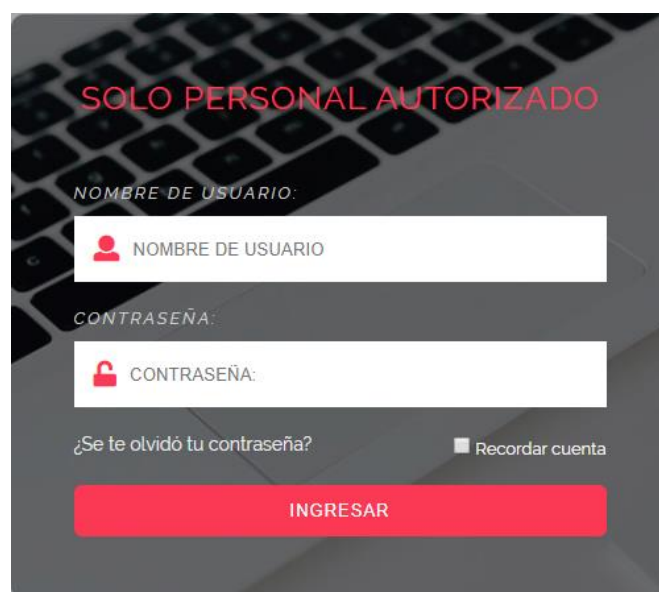 SOLO PERSONAL AUTORIZADO
NOMBRE DE USUARIO:
NOMBRE DE USUARIO
CONTRASEÑA:
CONTRASEÑA:
¿Se te olvidó tu contraseña? Recordar cuenta
INGRESAR